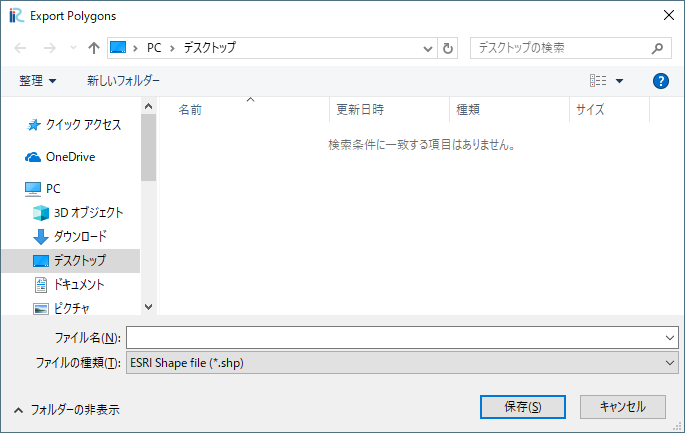 Export Polygons
PC > デスクトップ
デスクトップの検索
整理
新しいフォルダー
?
名前
更新日時
種類
サイズ
検索条件に一致する項目はありません。
クイック アクセス
OneDrive
PC
3D オブジェクト
ダウンロード
デスクトップ
ドキュメント
ピクチャ
ファイル名(N):
ファイルの種類(T):
ESRI Shape file (*.shp)
フォルダーの非表示
保存(S)
キャンセル